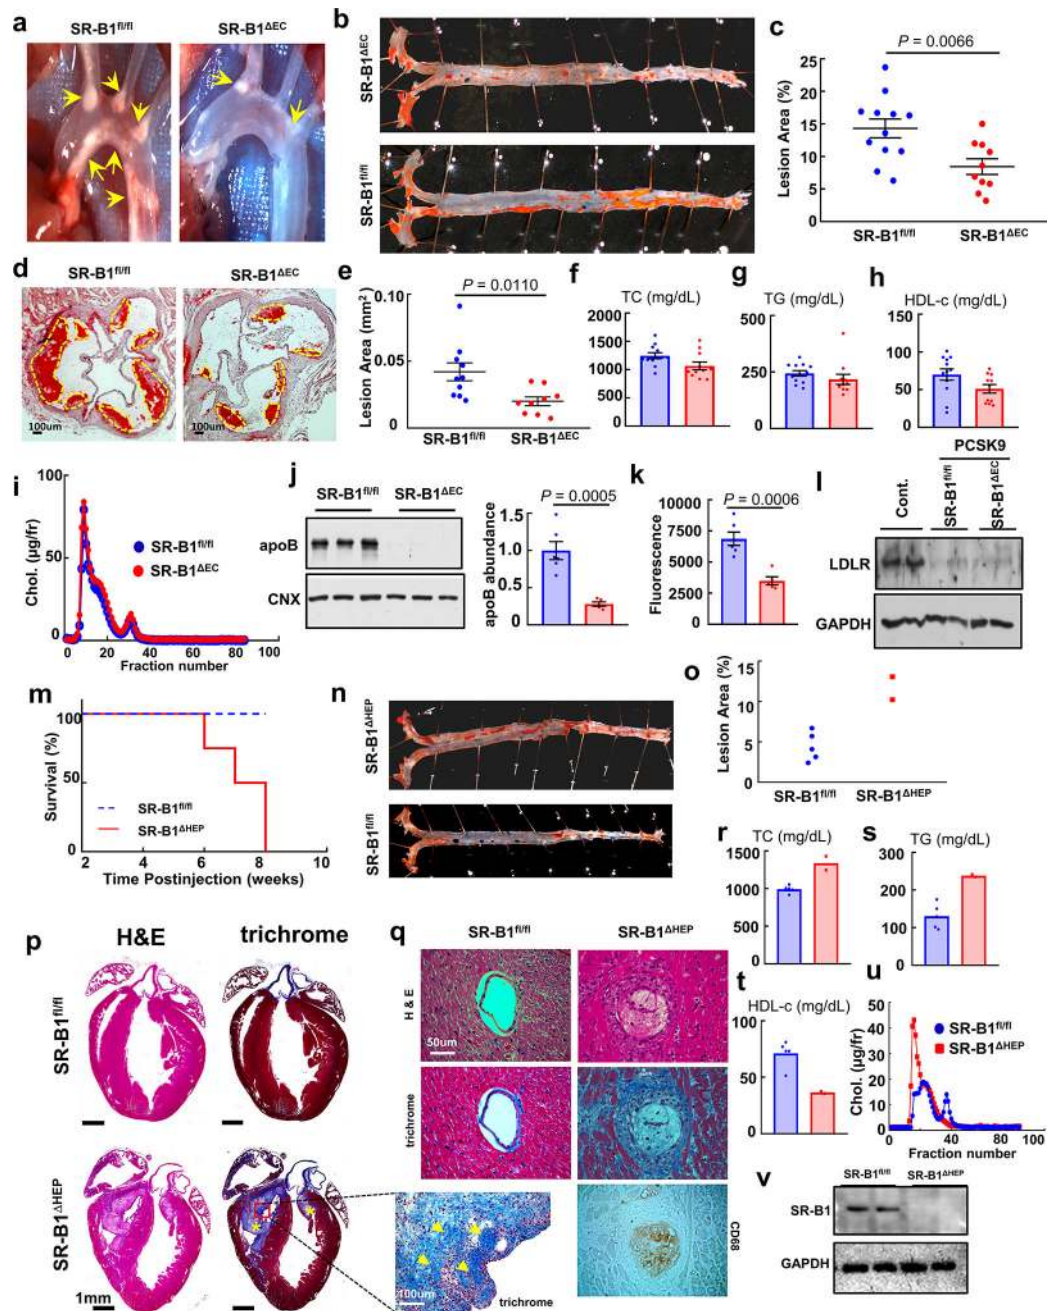 a
SR-B1fl/fl
SR-B1ΔEC
b
SR-B1ΔEC
SR-B1fl/fl
c
P = 0.0066
Lesion Area (%)
25
20
15
10
5
0
SR-B1fl/fl
SR-B1ΔEC
d
SR-B1fl/fl
SR-B1ΔEC
100um
100um
e
P = 0.0110
Lesion Area (mm²)
0.10
0.05
0
SR-B1fl/fl
SR-B1ΔEC
f
TC (mg/dL)
2000
1500
1000
500
0
g
TG (mg/dL)
500
250
0
h
HDL-c (mg/dL)
150
100
50
0
i
Chol. (µg/fr)
100
50
0
0 20 40 60 80 100
Fraction number
SR-B1fl/fl
SR-B1ΔEC
j
SR-B1fl/fl
SR-B1ΔEC
apoB
CNX
P = 0.0005
apoB abundance
1.5
1.0
0.5
0
k
P = 0.0006
Fluorescence
10000
7500
5000
2500
0
l
PCSK9
Cont.
SR-B1fl/fl
SR-B1ΔEC
LDLR
GAPDH
m
Survival (%)
100
50
0
SR-B1fl/fl
SR-B1ΔHEP
2 4 6 8 10
Time Postinjection (weeks)
n
SR-B1ΔHEP
SR-B1fl/fl
o
Lesion Area (%)
15
10
5
0
SR-B1fl/fl
SR-B1ΔHEP
p
H&E
trichrome
SR-B1fl/fl
SR-B1ΔHEP
1mm
q
SR-B1fl/fl
SR-B1ΔHEP
H & E
50um
trichrome
CD68
100um
trichrome
r
TC (mg/dL)
1500
1000
500
0
s
TG (mg/dL)
300
200
100
0
t
HDL-c (mg/dL)
100
50
0
u
Chol. (µg/fr)
50
40
30
20
10
0
0 20 40 60 80 100
Fraction number
SR-B1fl/fl
SR-B1ΔHEP
v
SR-B1fl/fl
SR-B1ΔHEP
SR-B1
GAPDH